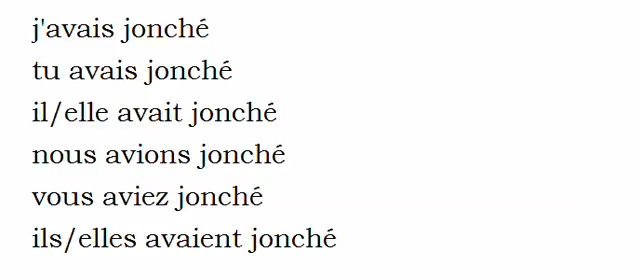 j'avais jonché
tu avais jonché
il/elle avait jonché
nous avions jonché
vous aviez jonché
ils/elles avaient jonché